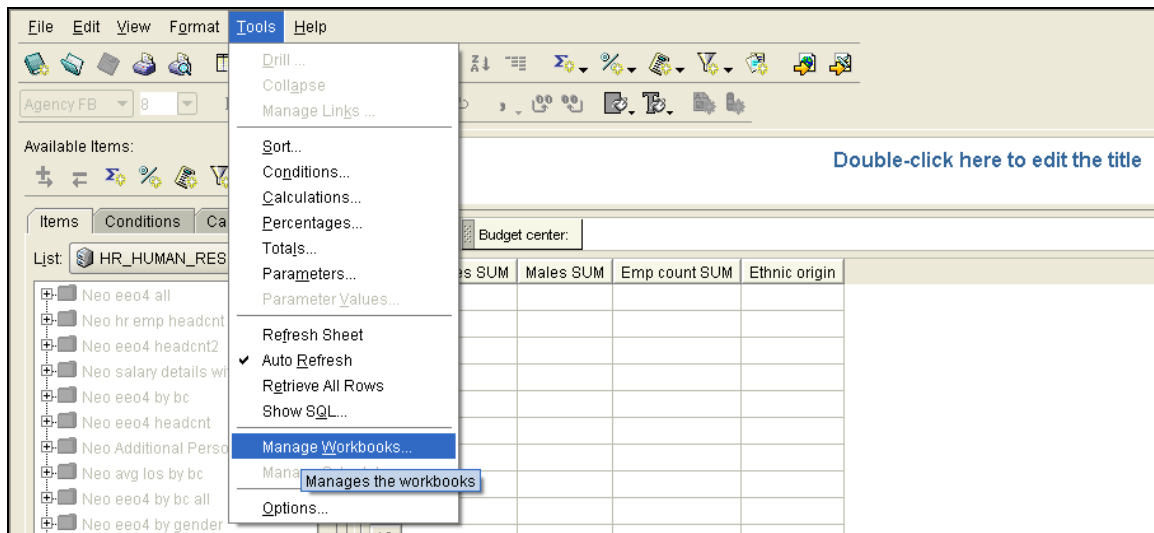 File Edit View Format Tools Help
Agency FB 8
Available Items:
Items Conditions Ca
List: HR_HUMAN_RES
Neo eeo4 all
Neo hr emp headcnt
Neo eeo4 headcnt2
Neo salary details wi
Neo eeo4 by bc
Neo eeo4 headcnt
Neo Additional Perso
Neo avg los by bc
Neo eeo4 by bc all
Neo eeo4 by gender
Drill ...
Collapse
Manage Links ...
Sort...
Conditions...
Calculations...
Percentages...
Totals...
Parameters...
Parameter Values...
Refresh Sheet
Auto Refresh
Retrieve All Rows
Show SQL...
Manage Workbooks...
Manages the workbooks
Options...
Double-click here to edit the title
Budget center:
es SUM Males SUM Emp count SUM Ethnic origin